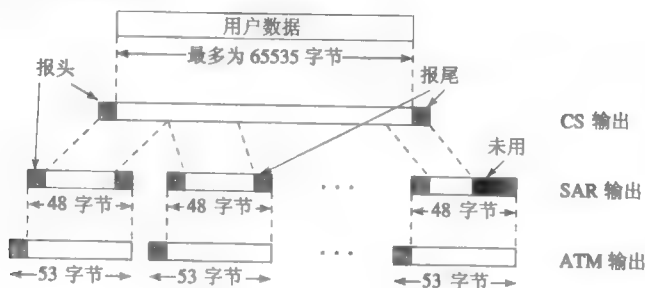 用户数据
最多为 65535 字节
报头
报尾
CS 输出
未用
SAR 输出
48 字节
48 字节
48 字节
ATM 输出
53 字节
53 字节
53 字节